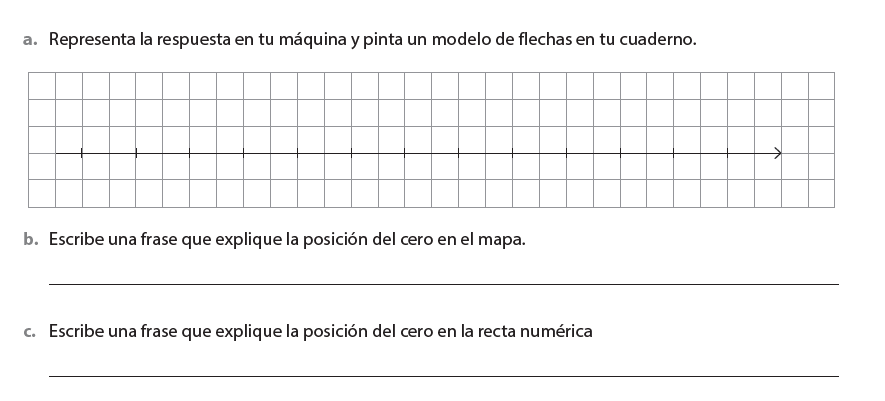 a. Representa la respuesta en tu máquina y pinta un modelo de flechas en tu cuaderno.
b. Escribe una frase que explique la posición del cero en el mapa.
c. Escribe una frase que explique la posición del cero en la recta numérica